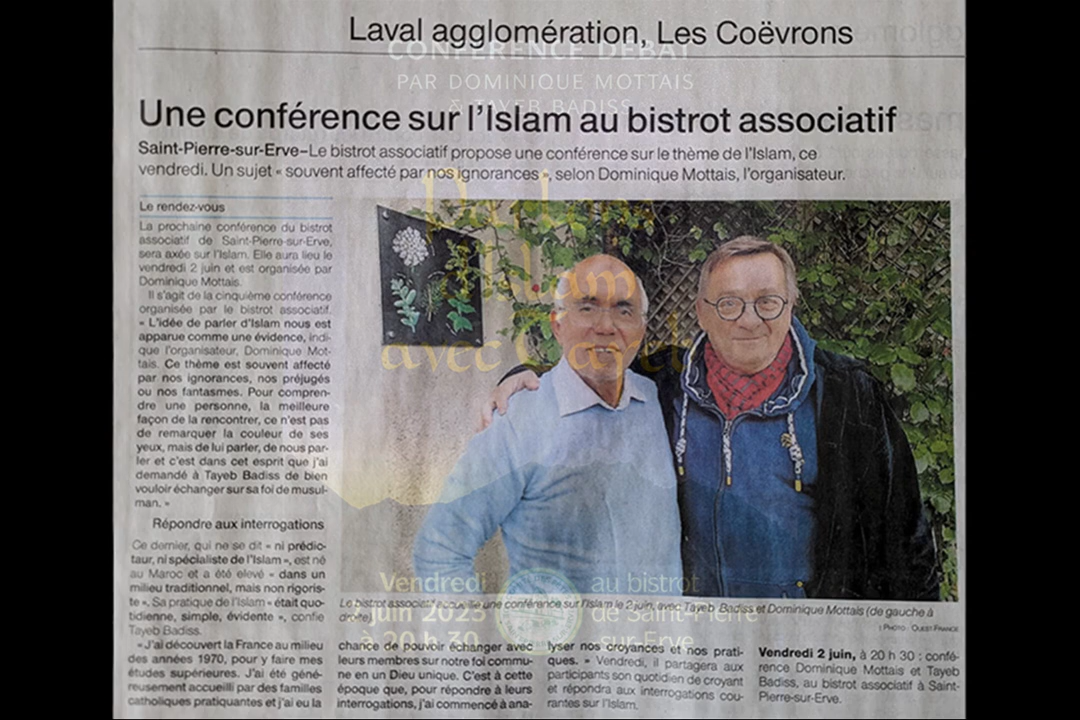 Laval agglomération, Les Coëvrons
CONFÉRENCE DÉBAT
PAR DOMINIQUE MOTTAIS
& TAYEB BADISS
Une conférence sur l'Islam au bistrot associatif
Saint-Pierre-sur-Erve–Le bistrot associatif propose une conférence sur le thème de l'Islam, ce
vendredi. Un sujet « souvent affecté par nos ignorances », selon Dominique Mottais, l'organisateur.
Le rendez-vous
La prochaine conférence du bistrot
associatif de Saint-Pierre-sur-Erve,
sera axée sur l'Islam. Elle aura lieu le
vendredi 2 juin et est organisée par
Dominique Mottais.
Il s'agit de la cinquième conférence
organisée par le bistrot associatif.
« L'idée de parler d'Islam nous est
apparue comme une évidence, indi-
que l'organisateur, Dominique Mot-
tais. Ce thème est souvent affecté
par nos ignorances, nos préjugés
ou nos fantasmes. Pour compren-
dre une personne, la meilleure
façon de la rencontrer, ce n'est pas
de remarquer la couleur de ses
yeux, mais de lui parler, de nous par-
ler et c'est dans cet esprit que j'ai
demandé à Tayeb Badiss de bien
vouloir échanger sur sa foi de musul-
man. »
Répondre aux interrogations
Ce dernier, qui ne se dit « ni prédic-
taur, ni spécialiste de l'Islam », est né
au Maroc et a été elevé « dans un
milieu traditionnel, mais non rigoris-
te ». Sa pratique de l'Islam « était quo-
tidienne, simple, évidente », confie
Tayeb Badiss.
« J'ai découvert la France au milieu
des années 1970, pour y faire mes
études supérieures. J'ai été géné-
reusement accueilli par des familles
catholiques pratiquantes et j'ai eu la
Parlons
d'Islam
avec
Vendredi
2 juin 2023
à 20 h 30
au bistrot
de Saint-Pierre
-sur-Erve
Le bistrot associatif accueille une conférence sur l'Islam le 2 juin, avec Tayeb Badiss et Dominique Mottais (de gauche à
droite).
| PHOTO : OUEST-FRANCE
chance de pouvoir échanger avec
leurs membres sur notre foi commu-
ne en un Dieu unique. C'est à cette
époque que, pour répondre à leurs
interrogations, j'ai commencé à ana-
lyser nos croyances et nos prati-
ques. » Vendredi, il partagera aux
participants son quotidien de croyant
et répondra aux interrogations cou-
rantes sur l'Islam.
Vendredi 2 juin, à 20 h 30 : confé-
rence Dominique Mottais et Tayeb
Badiss, au bistrot associatif à Saint-
Pierre-sur-Erve.